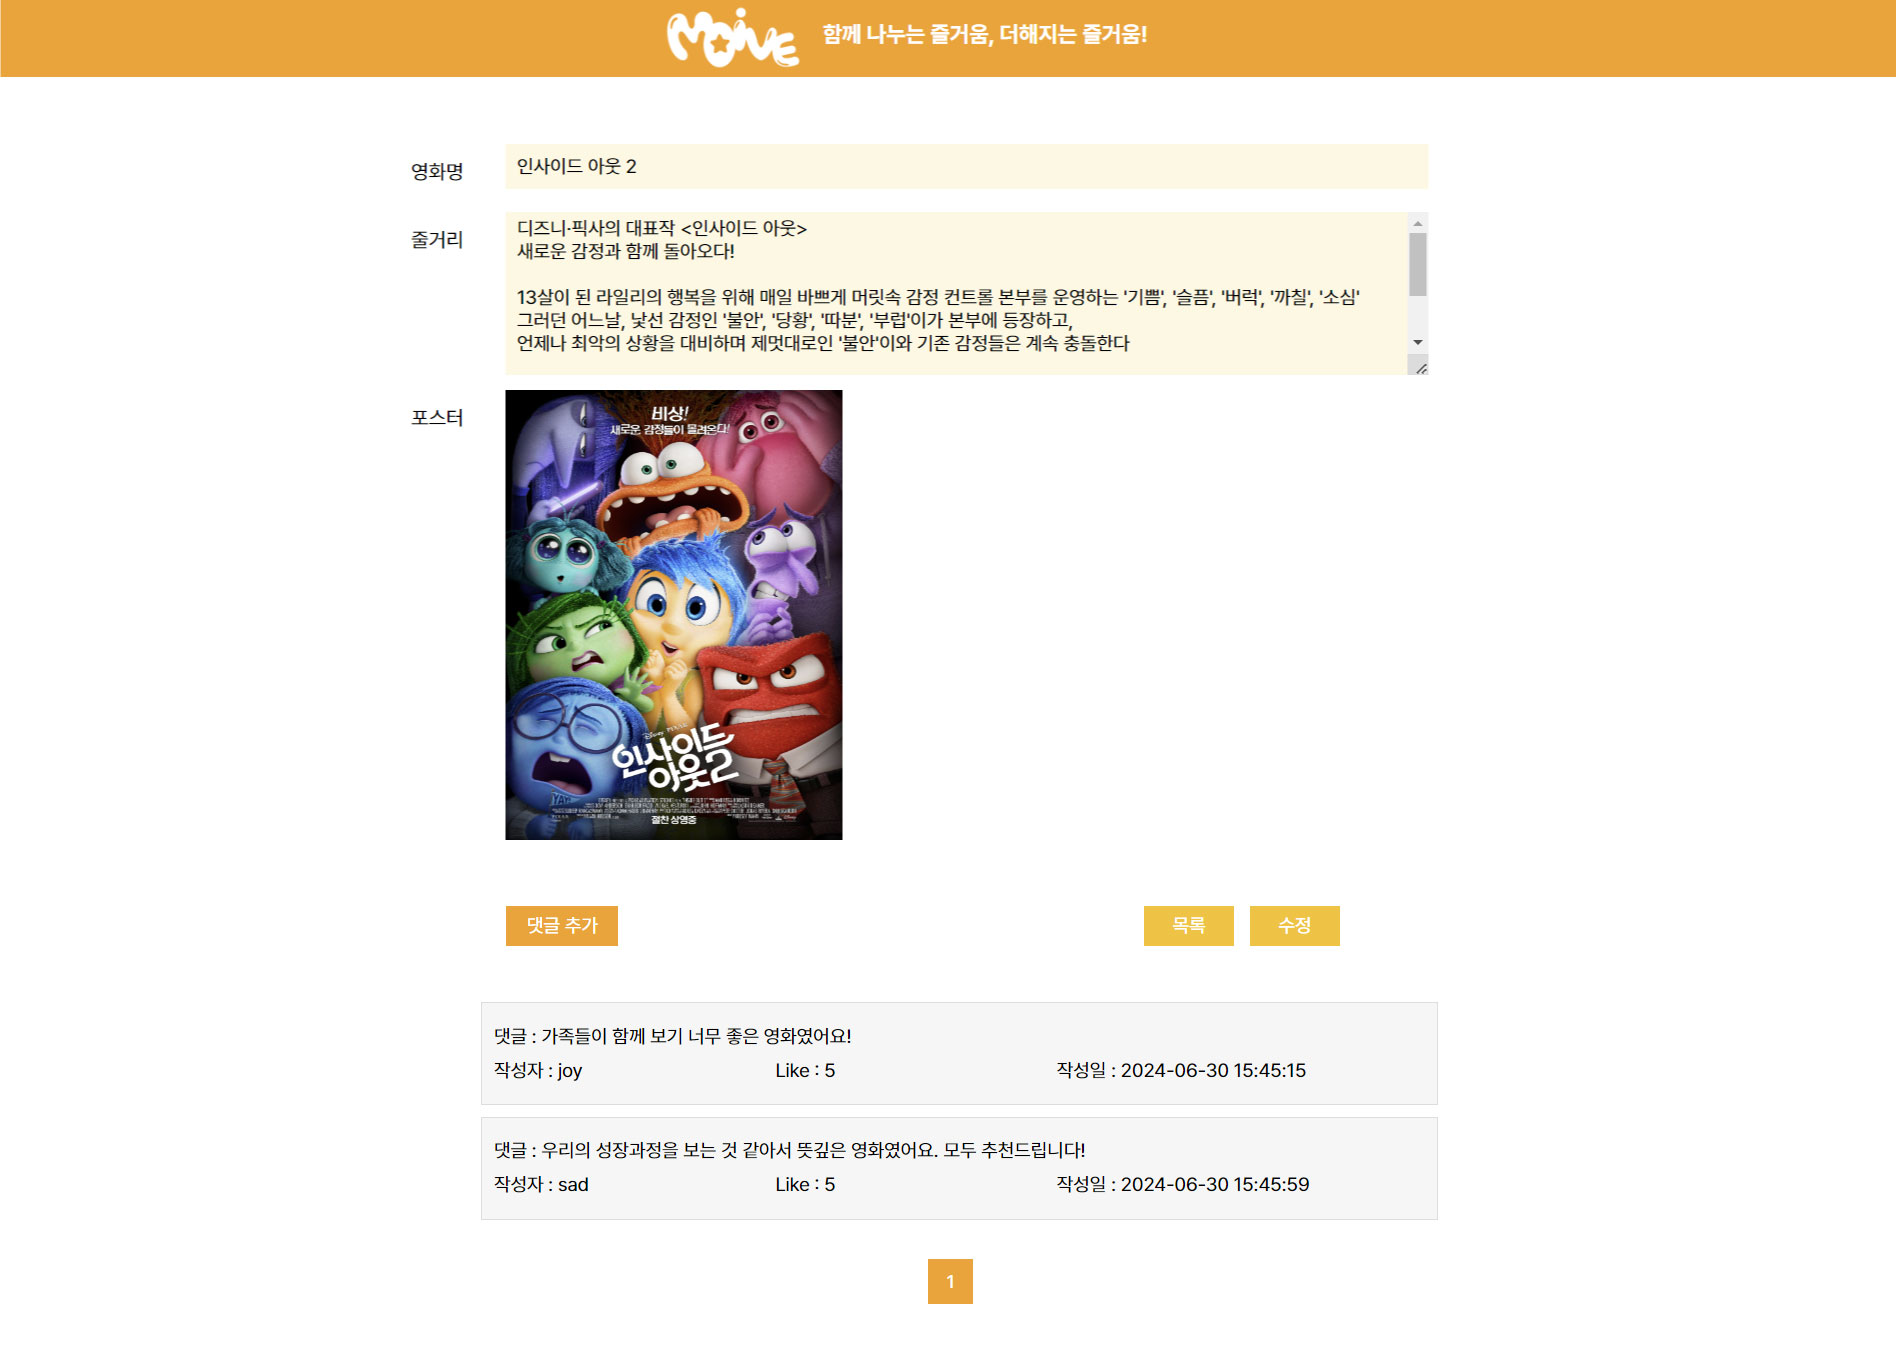 MOiVE 함께 나누는 즐거움, 더해지는 즐거움!
영화명 인사이드 아웃 2
줄거리 디즈니·픽사의 대표작 <인사이드 아웃>
새로운 감정과 함께 돌아오다!
13살이 된 라일리의 행복을 위해 매일 바쁘게 머릿속 감정 컨트롤 본부를 운영하는 '기쁨', '슬픔', '버럭', '까칠', '소심'
그러던 어느날, 낯선 감정인 '불안', '당황', '따분', '부럽'이가 본부에 등장하고,
언제나 최악의 상황을 대비하며 제멋대로인 '불안'이와 기존 감정들은 계속 충돌한다
포스터
비상!
새로운 감정들이 몰려온다!
Disney PIXAR
인사이드
아웃2
절찬 상영중
댓글 추가 목록 수정
댓글 : 가족들이 함께 보기 너무 좋은 영화였어요!
작성자 : joy Like : 5 작성일 : 2024-06-30 15:45:15
댓글 : 우리의 성장과정을 보는 것 같아서 뜻깊은 영화였어요. 모두 추천드립니다!
작성자 : sad Like : 5 작성일 : 2024-06-30 15:45:59
1